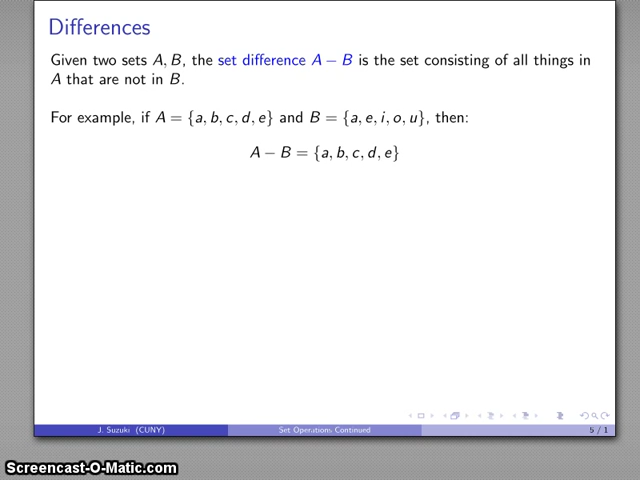 Differences
Given two sets A, B, the set difference A − B is the set consisting of all things in
A that are not in B.
For example, if A = {a, b, c, d, e} and B = {a, e, i, o, u}, then:
A − B = {a, b, c, d, e}
J. Suzuki (CUNY)
Set Operations Continued
5 / 1
Screencast-O-Matic.com